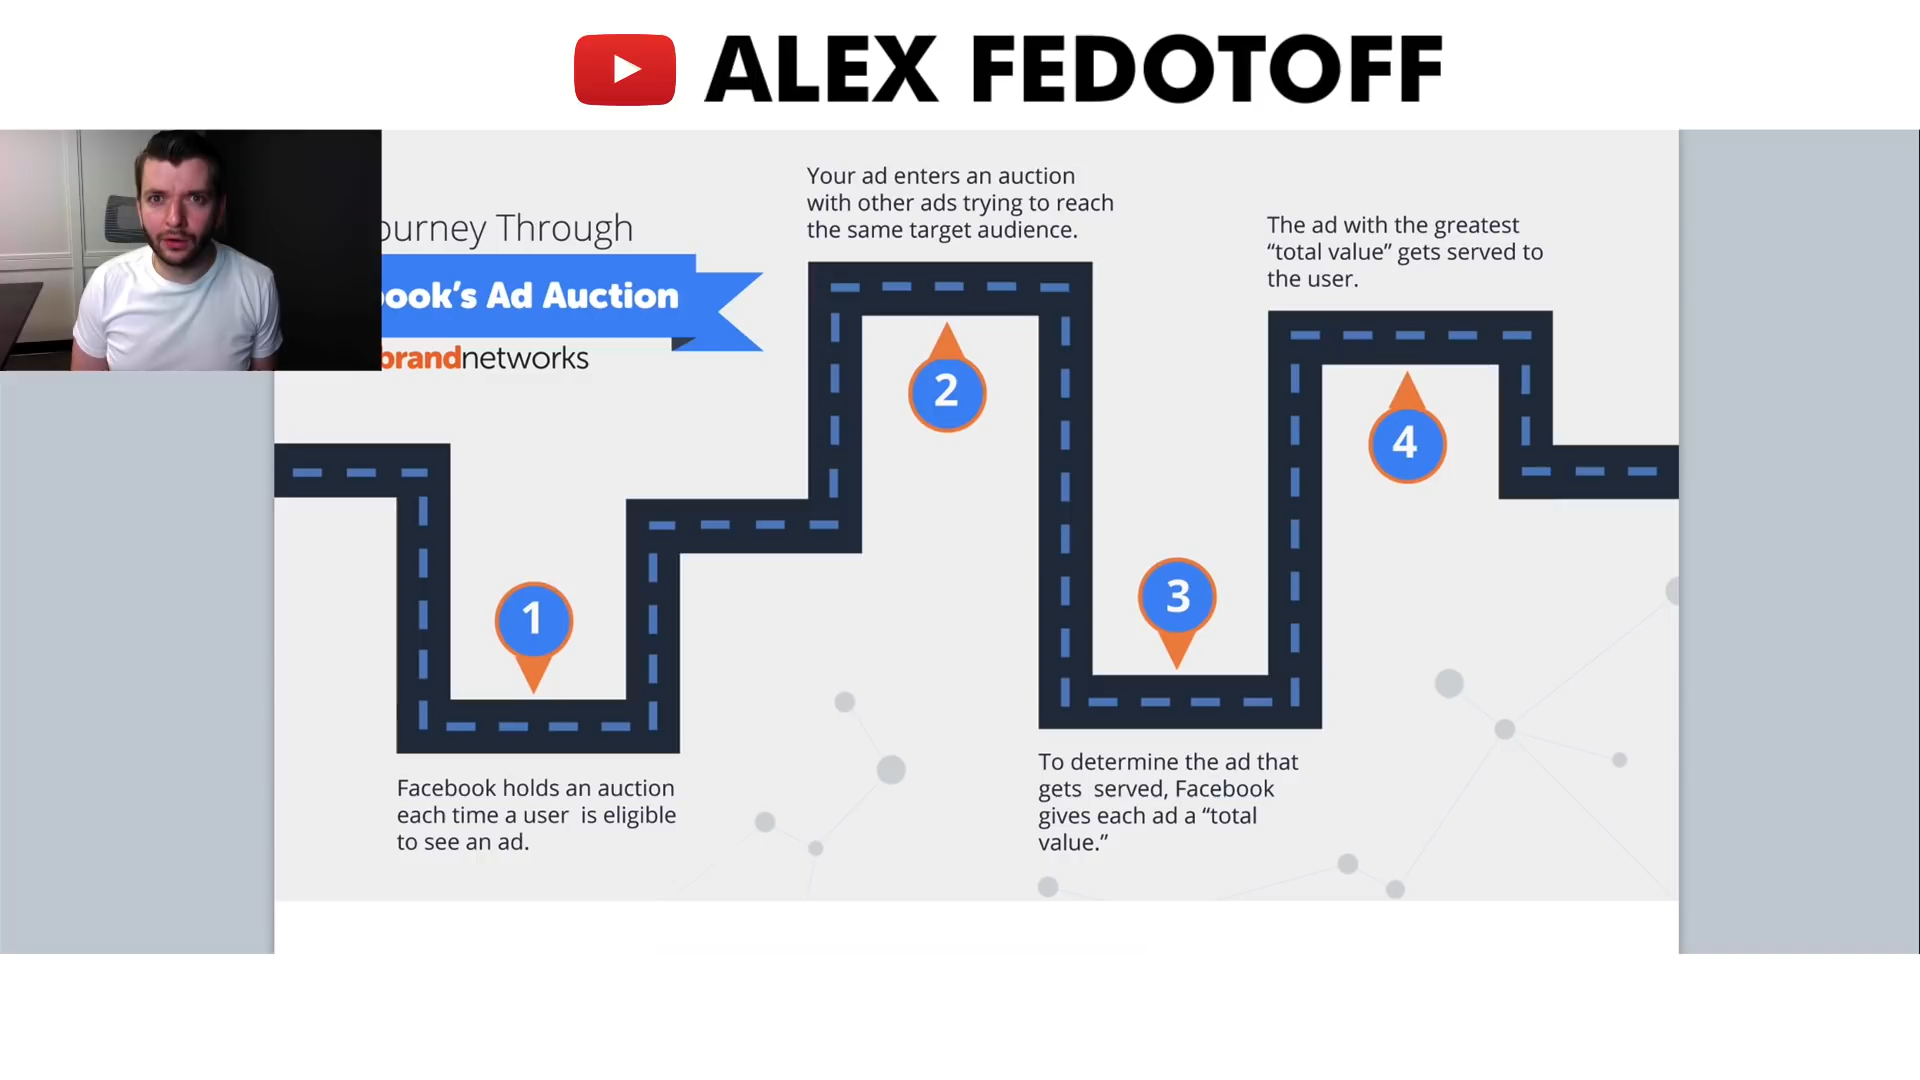 ALEX FEDOTOFF
ourney Through
ook's Ad Auction
brandnetworks
1
Facebook holds an auction
each time a user  is eligible
to see an ad.
Your ad enters an auction
with other ads trying to reach
the same target audience.
2
3
To determine the ad that
gets  served, Facebook
gives each ad a “total
value.”
The ad with the greatest
“total value” gets served to
the user.
4